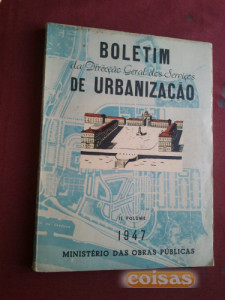 BOLETIM
da Direcção Geral dos Serviços
DE URBANIZAÇÃO
II VOLUME
1947
MINISTÉRIO DAS OBRAS PÚBLICAS
coisas